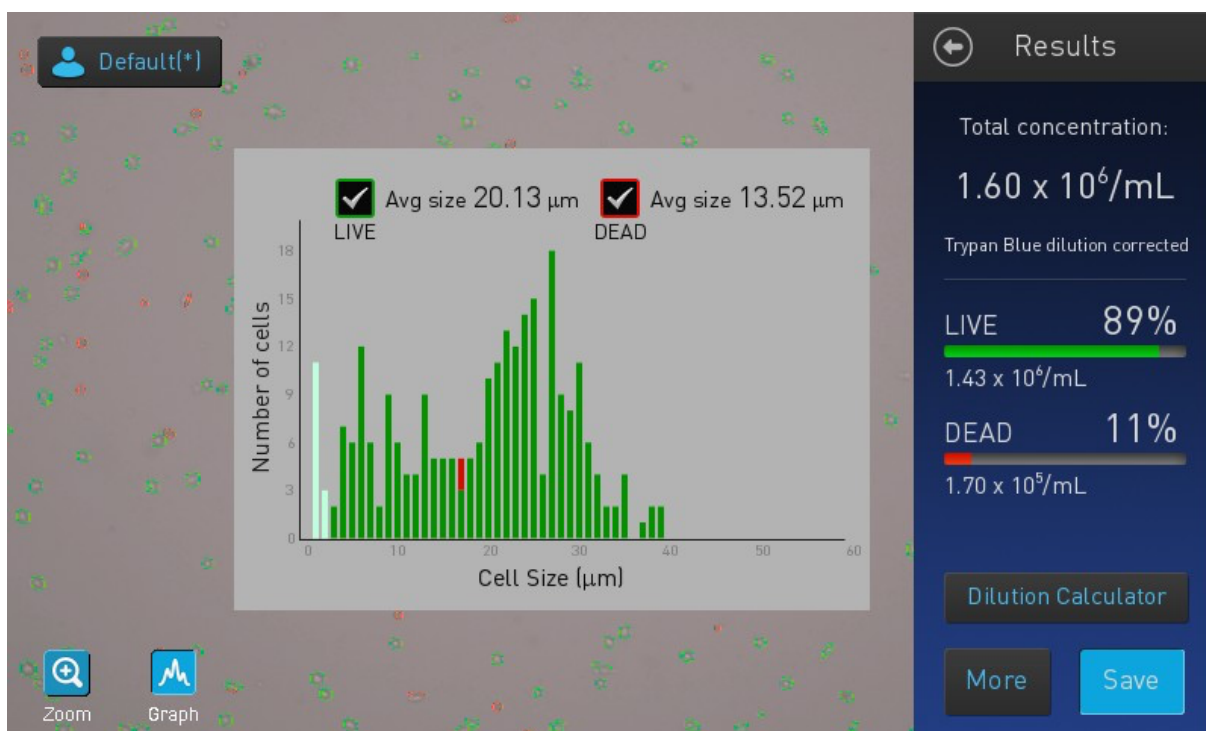 Default(*)
Results
Total concentration:
1.60 x 10⁶/mL
Trypan Blue dilution corrected
LIVE 89%
1.43 x 10⁶/mL
DEAD 11%
1.70 x 10⁵/mL
Dilution Calculator
More Save
Avg size 20.13 μm Avg size 13.52 μm
LIVE DEAD
Number of cells
18
15
12
9
6
3
0
0 10 20 30 40 50 60
Cell Size (μm)
Zoom Graph